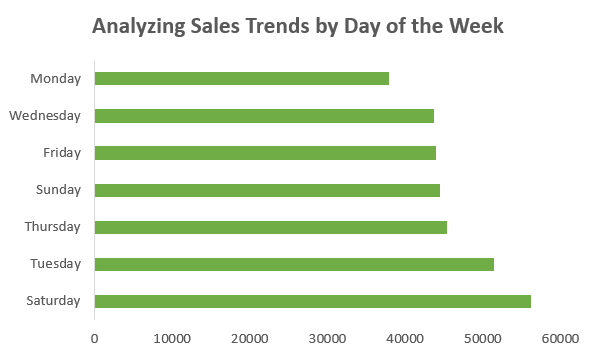 Analyzing Sales Trends by Day of the Week
Monday
Wednesday
Friday
Sunday
Thursday
Tuesday
Saturday
0 10000 20000 30000 40000 50000 60000